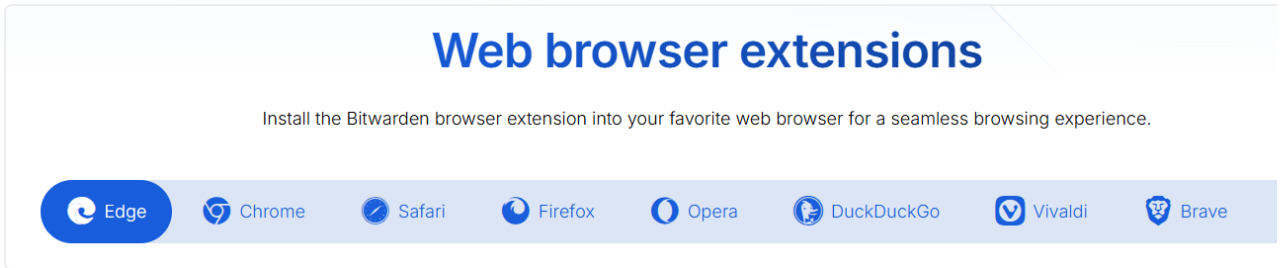 Web browser extensions
Install the Bitwarden browser extension into your favorite web browser for a seamless browsing experience.
Edge Chrome Safari Firefox Opera DuckDuckGo Vivaldi Brave